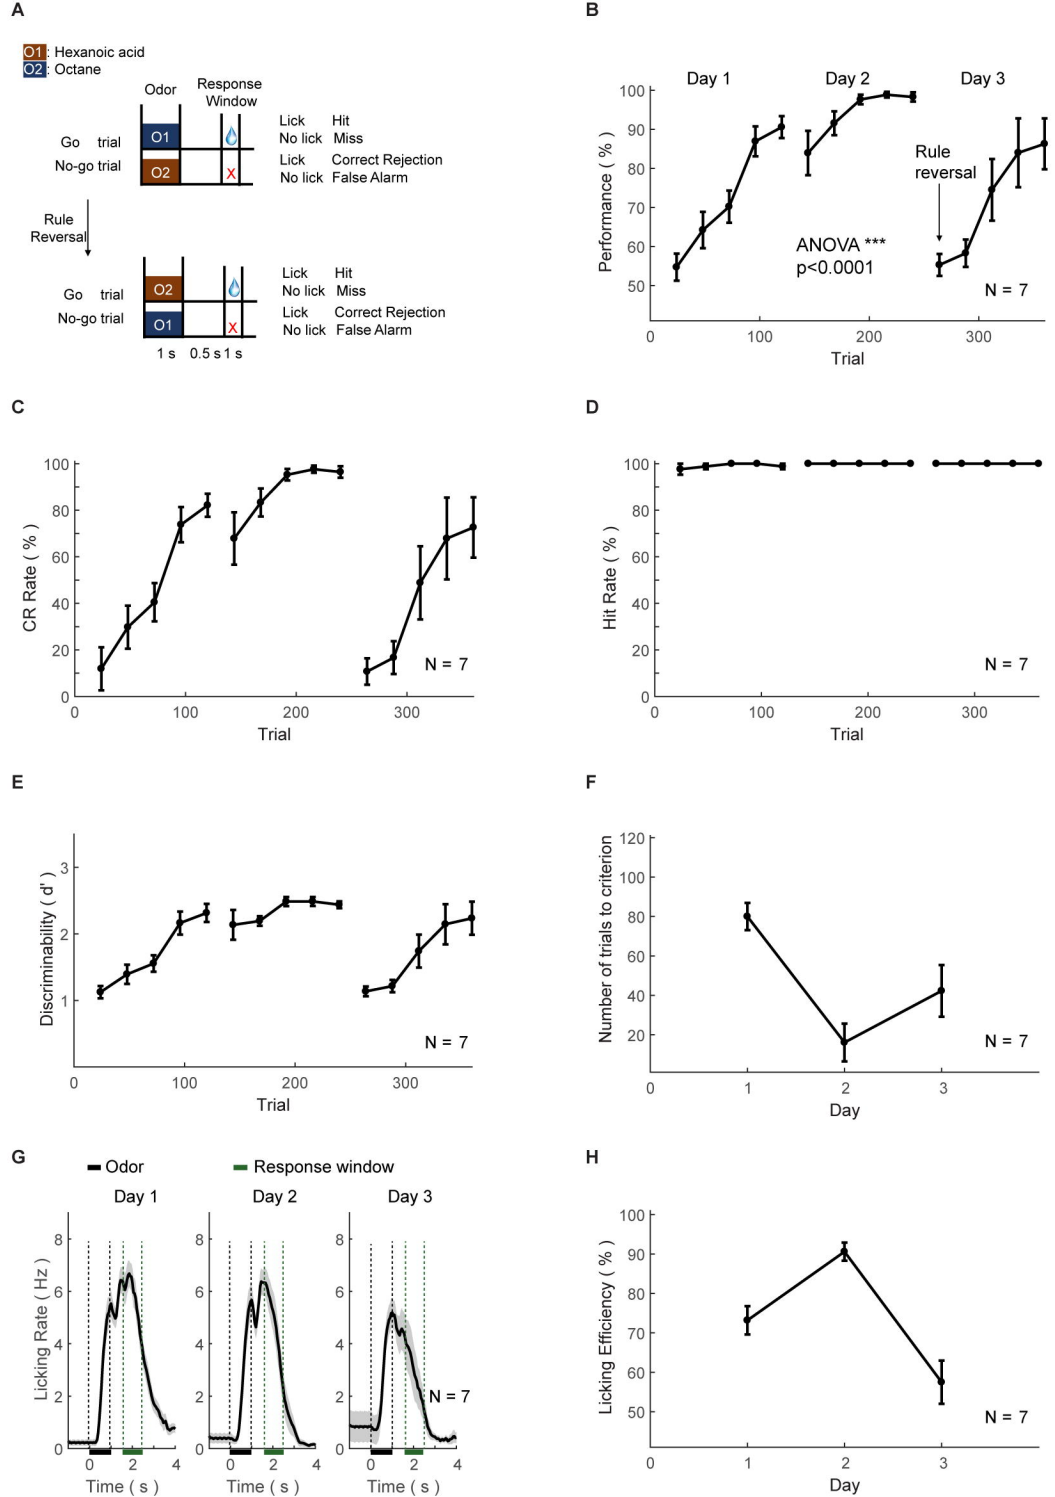 A
O1: Hexanoic acid
O2: Octane
Odor
Response
Window
Go trial
No-go trial
O1
O2
X
Lick Hit
No lick Miss
Lick Correct Rejection
No lick False Alarm
Rule
Reversal
Go trial
No-go trial
O2
O1
X
Lick Hit
No lick Miss
Lick Correct Rejection
No lick False Alarm
1 s 0.5 s 1 s
B
Day 1 Day 2 Day 3
Performance ( % )
100
90
80
70
60
50
Rule
reversal
ANOVA ***
p<0.0001
N = 7
0 100 200 300
Trial
C
CR Rate ( % )
100
80
60
40
20
0
N = 7
0 100 200 300
Trial
D
Hit Rate ( % )
100
80
60
40
20
0
N = 7
0 100 200 300
Trial
E
Discriminability ( d' )
3
2
1
N = 7
0 100 200 300
Trial
F
Number of trials to criterion
120
100
80
60
40
20
N = 7
0 1 2 3
Day
G
Odor Response window
Day 1 Day 2 Day 3
Licking Rate ( Hz )
8
6
4
2
0
8
6
4
2
0
8
6
4
2
0
N = 7
0 2 4
0 2 4
0 2 4
Time ( s ) Time ( s ) Time ( s )
H
Licking Efficiency ( % )
100
90
80
70
60
50
N = 7
0 1 2 3
Day